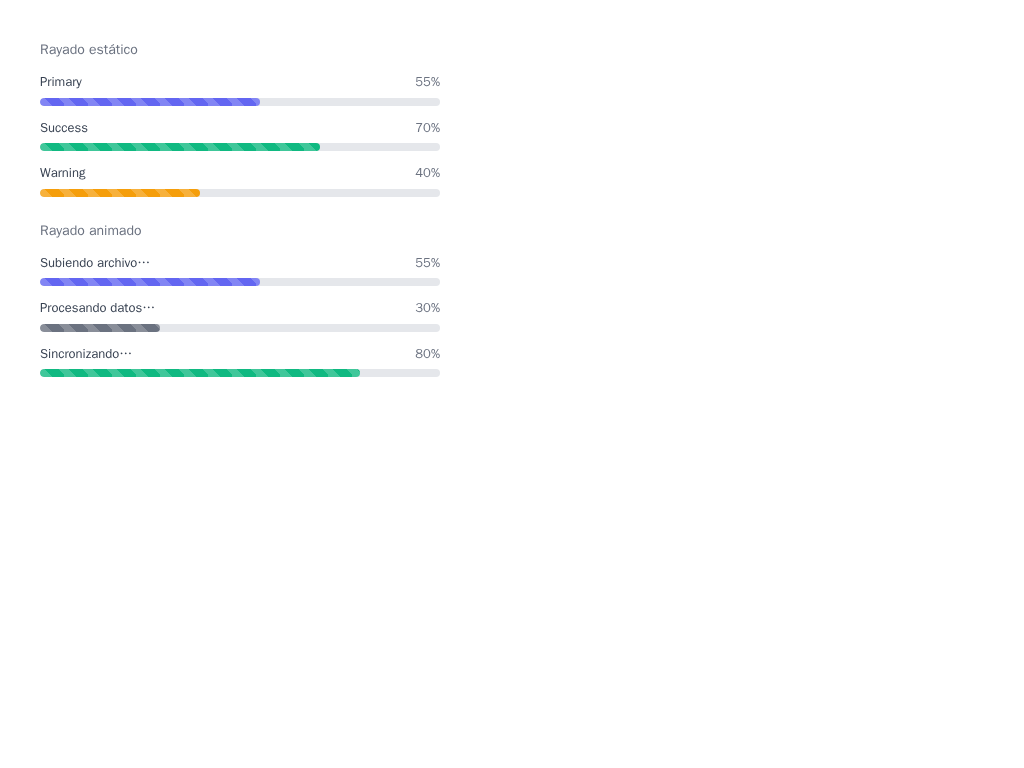 Rayado estático
Primary 55%
Success 70%
Warning 40%
Rayado animado
Subiendo archivo… 55%
Procesando datos… 30%
Sincronizando… 80%